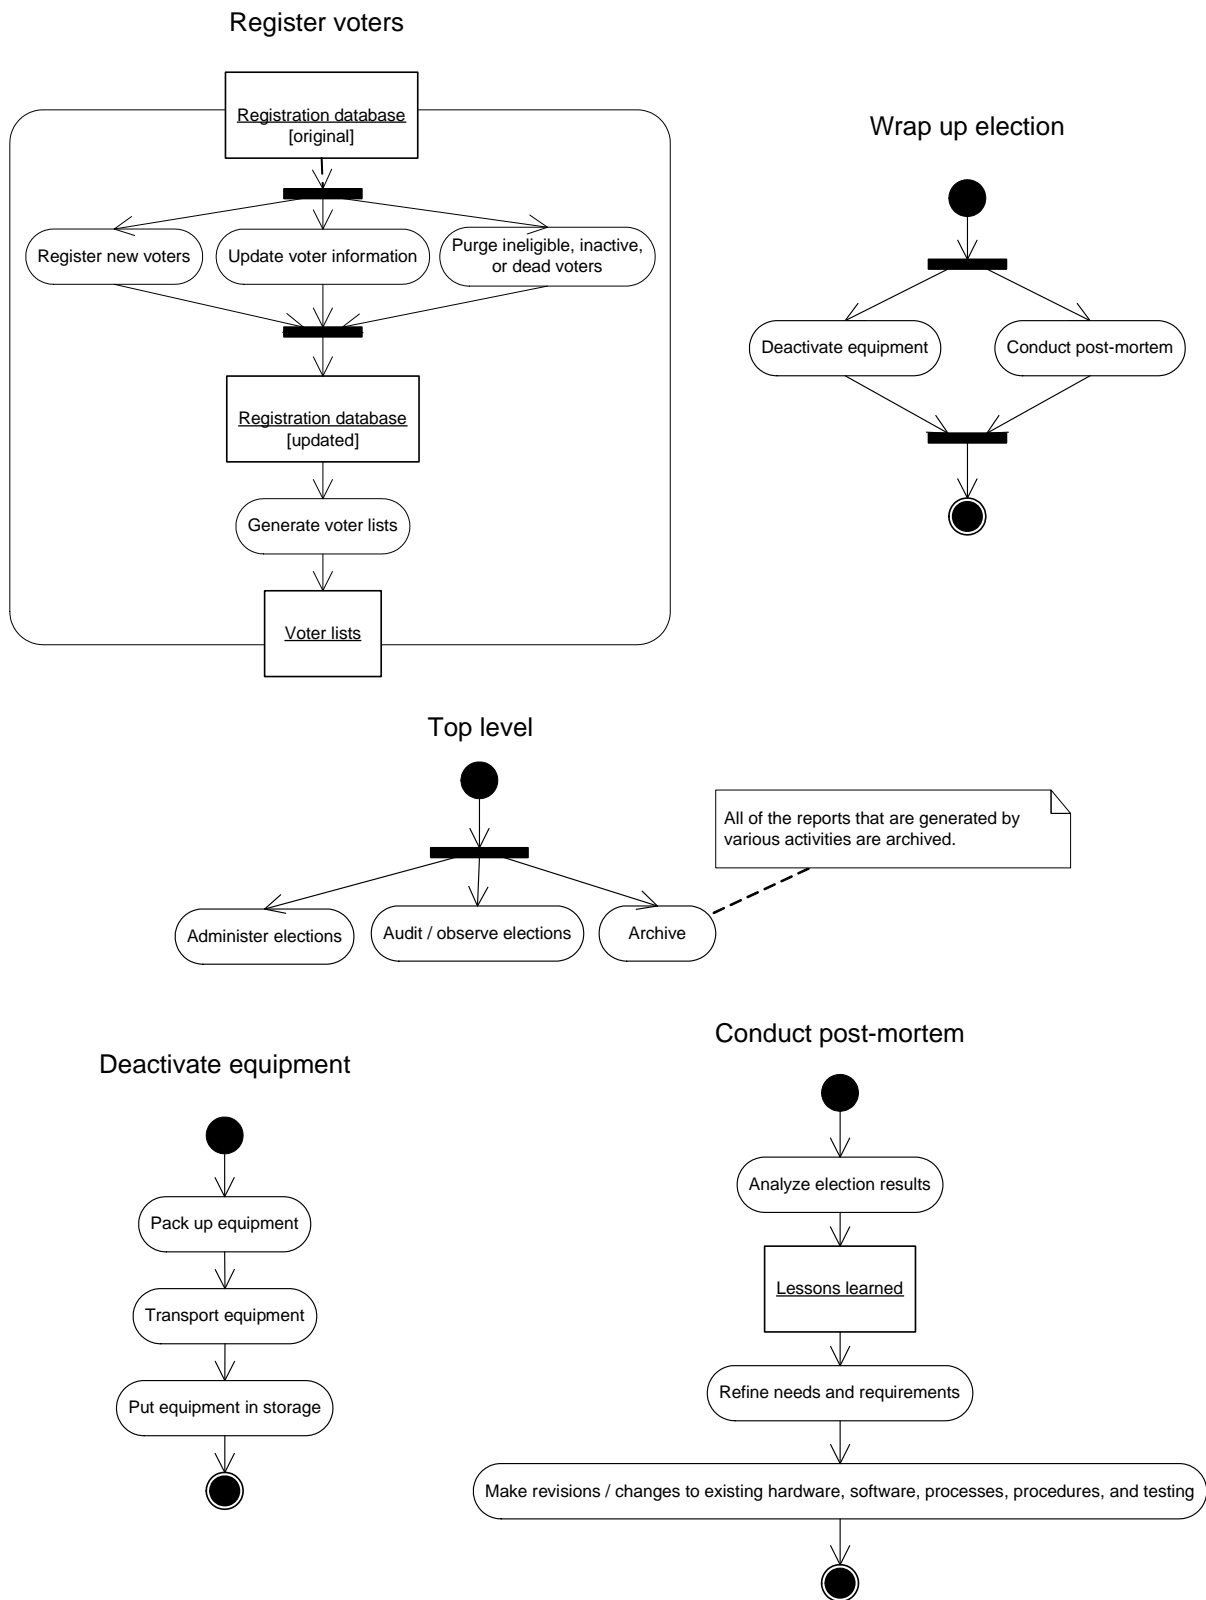 Register voters
Registration database
[original]
Register new voters
Update voter information
Purge ineligible, inactive,
or dead voters
Registration database
[updated]
Generate voter lists
Voter lists
Wrap up election
Deactivate equipment
Conduct post-mortem
Top level
All of the reports that are generated by
various activities are archived.
Administer elections
Audit / observe elections
Archive
Deactivate equipment
Pack up equipment
Transport equipment
Put equipment in storage
Conduct post-mortem
Analyze election results
Lessons learned
Refine needs and requirements
Make revisions / changes to existing hardware, software, processes, procedures, and testing